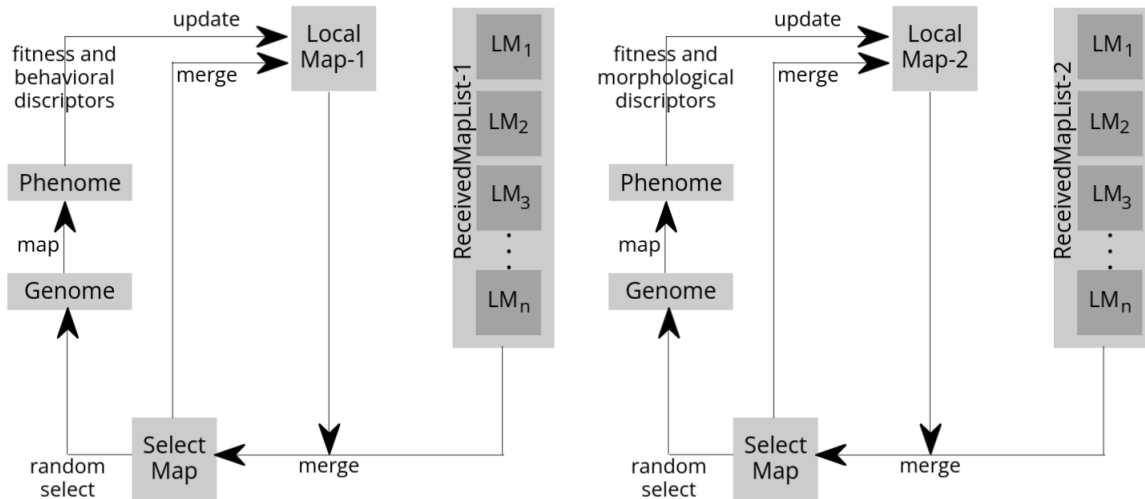 update
Local
Map-1
fitness and
behavioral
discriptors
merge
Phenome
map
Genome
random
select
Select
Map
merge
ReceivedMapList-1
LM1
LM2
LM3
LMn
update
Local
Map-2
fitness and
morphological
discriptors
merge
Phenome
map
Genome
random
select
Select
Map
merge
ReceivedMapList-2
LM1
LM2
LM3
LMn